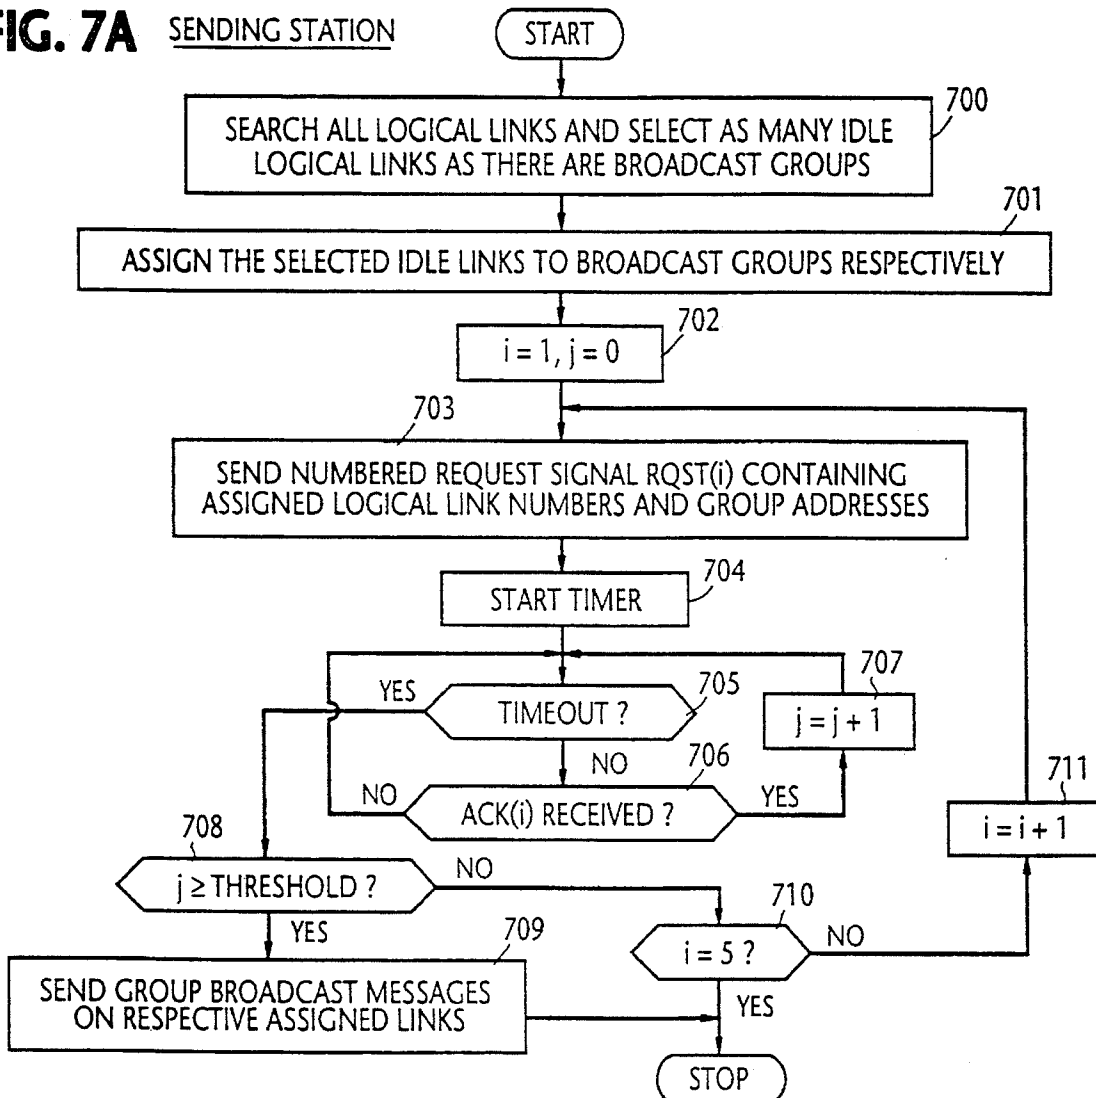 FIG. 7A SENDING STATION
START
700
SEARCH ALL LOGICAL LINKS AND SELECT AS MANY IDLE
LOGICAL LINKS AS THERE ARE BROADCAST GROUPS
701
ASSIGN THE SELECTED IDLE LINKS TO BROADCAST GROUPS RESPECTIVELY
702
i = 1, j = 0
703
SEND NUMBERED REQUEST SIGNAL RQST(i) CONTAINING
ASSIGNED LOGICAL LINK NUMBERS AND GROUP ADDRESSES
704
START TIMER
YES
705
TIMEOUT ?
707
j = j + 1
NO
706
NO
ACK(i) RECEIVED ?
YES
711
i = i + 1
708
j ≥ THRESHOLD ?
NO
710
YES
709
i = 5 ?
NO
SEND GROUP BROADCAST MESSAGES
ON RESPECTIVE ASSIGNED LINKS
YES
STOP